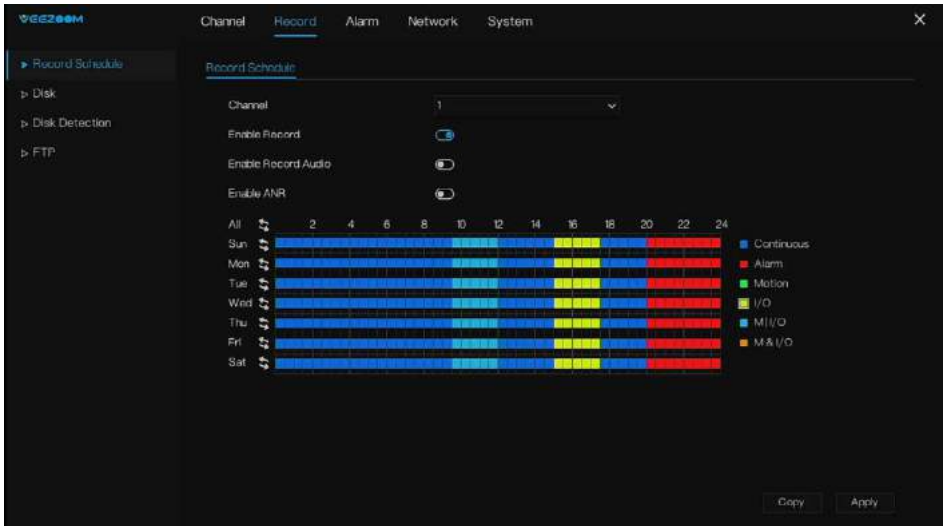 VEEZOOM
Channel Record Alarm Network System
Record Schedule
Disk
Disk Detection
FTP
Record Schedule
Channel 1
Enable Record
Enable Record Audio
Enable ANR
All 2 4 6 8 10 12 14 16 18 20 22 24
Sun Continuous
Mon Alarm
Tue Motion
Wed I/O
Thu M|I/O
Fri M & I/O
Sat
Copy Apply